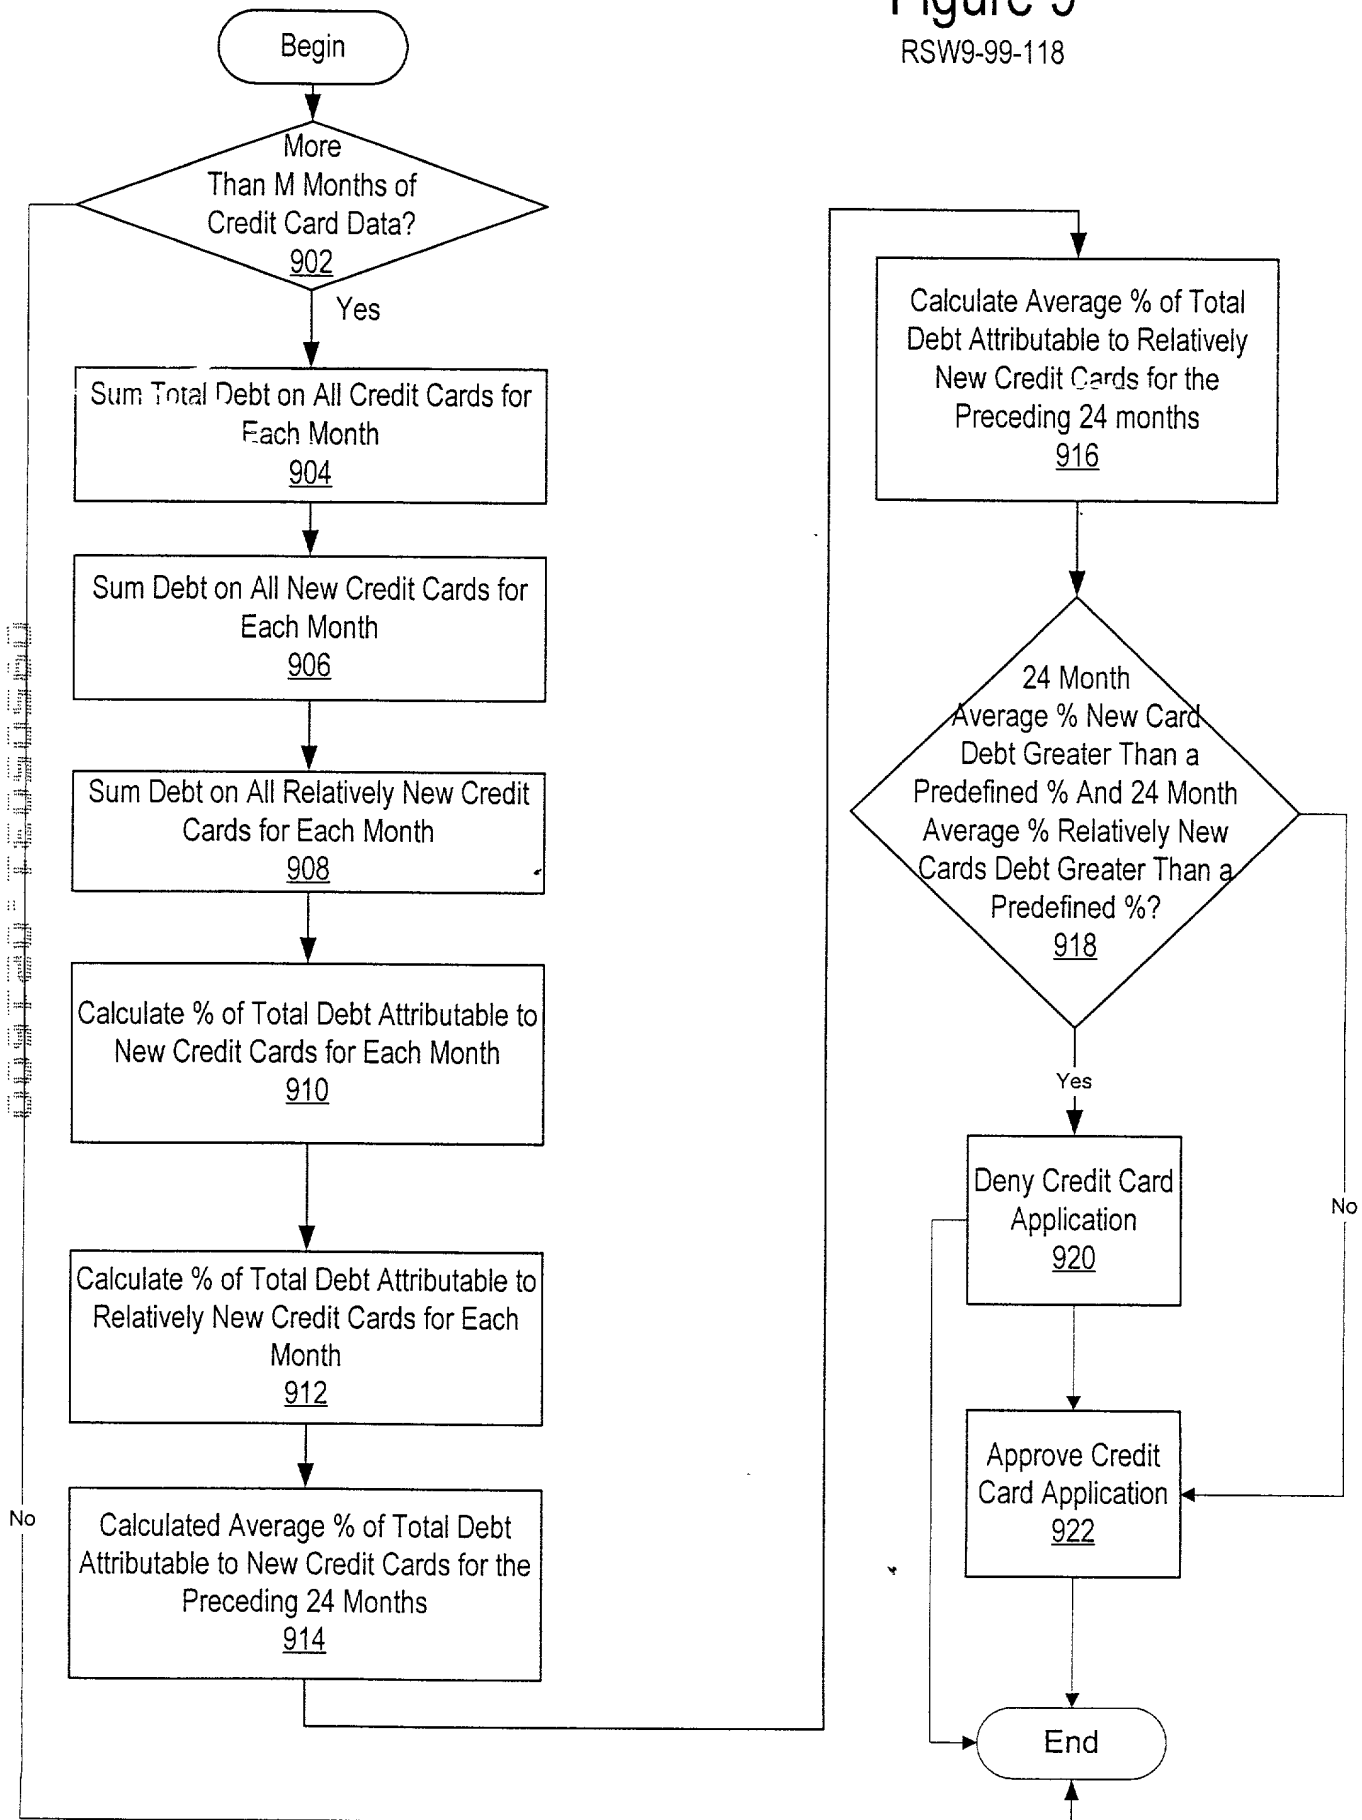 Figure 9
RSW9-99-118
Begin
More
Than M Months of
Credit Card Data?
902
Yes
Sum Total Debt on All Credit Cards for
Each Month
904
Sum Debt on All New Credit Cards for
Each Month
906
Sum Debt on All Relatively New Credit
Cards for Each Month
908
Calculate % of Total Debt Attributable to
New Credit Cards for Each Month
910
Calculate % of Total Debt Attributable to
Relatively New Credit Cards for Each
Month
912
No
Calculated Average % of Total Debt
Attributable to New Credit Cards for the
Preceding 24 Months
914
Calculate Average % of Total
Debt Attributable to Relatively
New Credit Cards for the
Preceding 24 months
916
24 Month
Average % New Card
Debt Greater Than a
Predefined % And 24 Month
Average % Relatively New
Cards Debt Greater Than a
Predefined %?
918
Yes
Deny Credit Card
Application
920
No
Approve Credit
Card Application
922
End